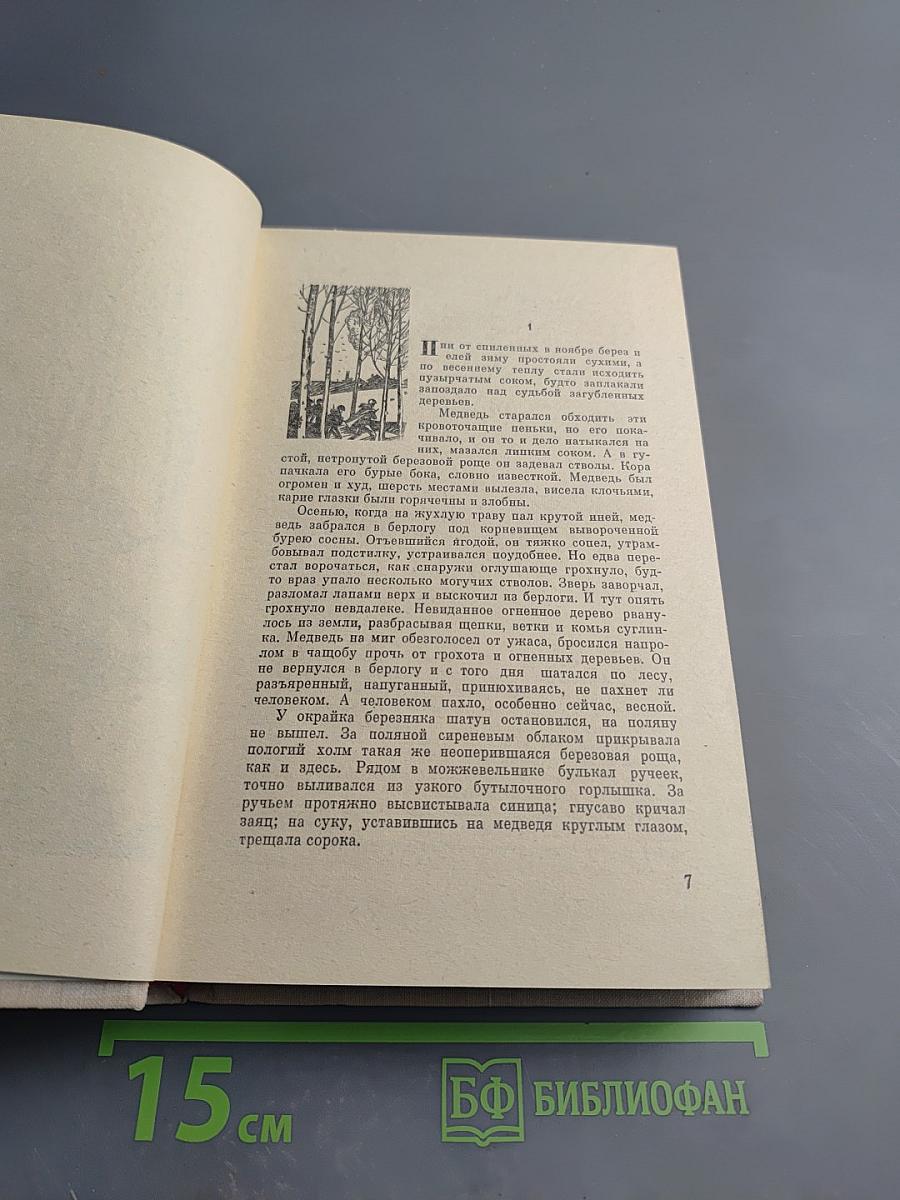 1
Пни от спиленных в ноябре берез и
елей зиму простояли сухими, а
по весеннему теплу стали исходить
пузырчатым соком, будто заплакали
запоздало над судьбой загубленных
деревьев.
Медведь старался обходить эти
кровоточащие пеньки, но его пока-
чивало, и он то и дело натыкался на
них, мазался липким соком. А в гу-
стой, нетронутой березовой роще он задевал стволы. Кора
пачкала его бурые бока, словно известкой. Медведь был
огромен и худ, шерсть местами вылезла, висела клочьями,
карие глазки были горячечны и злобны.
Осенью, когда на жухлую траву пал крутой иней, мед-
ведь забрался в берлогу под корневищем вывороченной
бурею сосны. Отъевшийся ягодой, он тяжко сопел, утрам-
бовывал подстилку, устраивался поудобнее. Но едва пере-
стал ворочаться, как снаружи оглушающе грохнуло, буд-
то враз упало несколько могучих стволов. Зверь заворчал,
разломал лапами верх и выскочил из берлоги. И тут опять
грохнуло невдалеке. Невиданное огненное дерево рвану-
лось из земли, разбрасывая щепки, ветки и комья суглин-
ка. Медведь на миг обезголосел от ужаса, бросился напро-
лом в чащобу прочь от грохота и огненных деревьев. Он
не вернулся в берлогу и с того дня шатался по лесу,
разъяренный, напуганный, принюхиваясь, не пахнет ли
человеком. А человеком пахло, особенно сейчас, весной.
У окрайка березняка шатун остановился, на поляну
не вышел. За поляной сиреневым облаком прикрывала
пологий холм такая же неоперившаяся березовая роща,
как и здесь. Рядом в можжевельнике булькал ручеек,
точно выливался из узкого бутылочного горлышка. За
ручьем протяжно высвистывала синица; гнусаво кричал
заяц; на суку, уставившись на медведя круглым глазом,
трещала сорока.
7
15 см
БФ БИБЛИОФАН